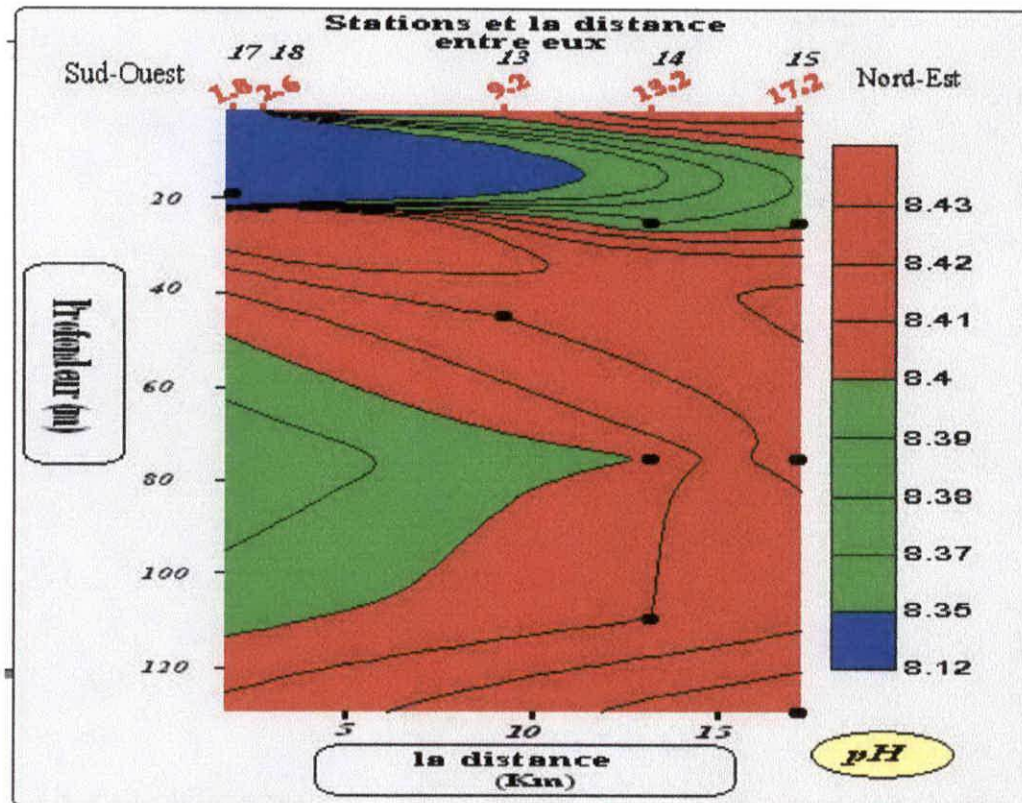 Stations et la distance
entre eux
17 18 13 14 15
Sud-Ouest
Nord-Est
1.8 2.6 9.2 13.2 17.2
20
40
60
80
100
120
Profondeur (m)
5 10 15
la distance
(Km)
8.43
8.42
8.41
8.4
8.39
8.38
8.37
8.35
8.12
pH